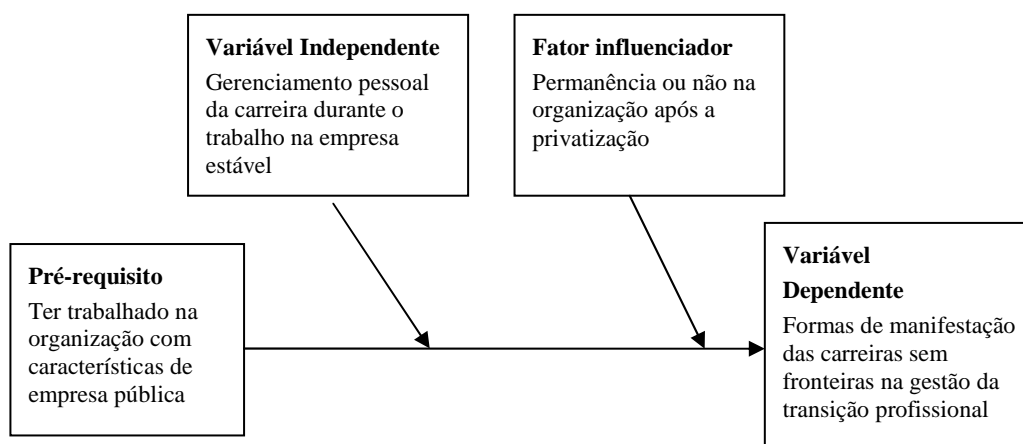 Variável Independente
Gerenciamento pessoal
da carreira durante o
trabalho na empresa
estável
Fator influenciador
Permanência ou não na
organização após a
privatização
Pré-requisito
Ter trabalhado na
organização com
características de
empresa pública
Variável
Dependente
Formas de manifestação
das carreiras sem
fronteiras na gestão da
transição profissional